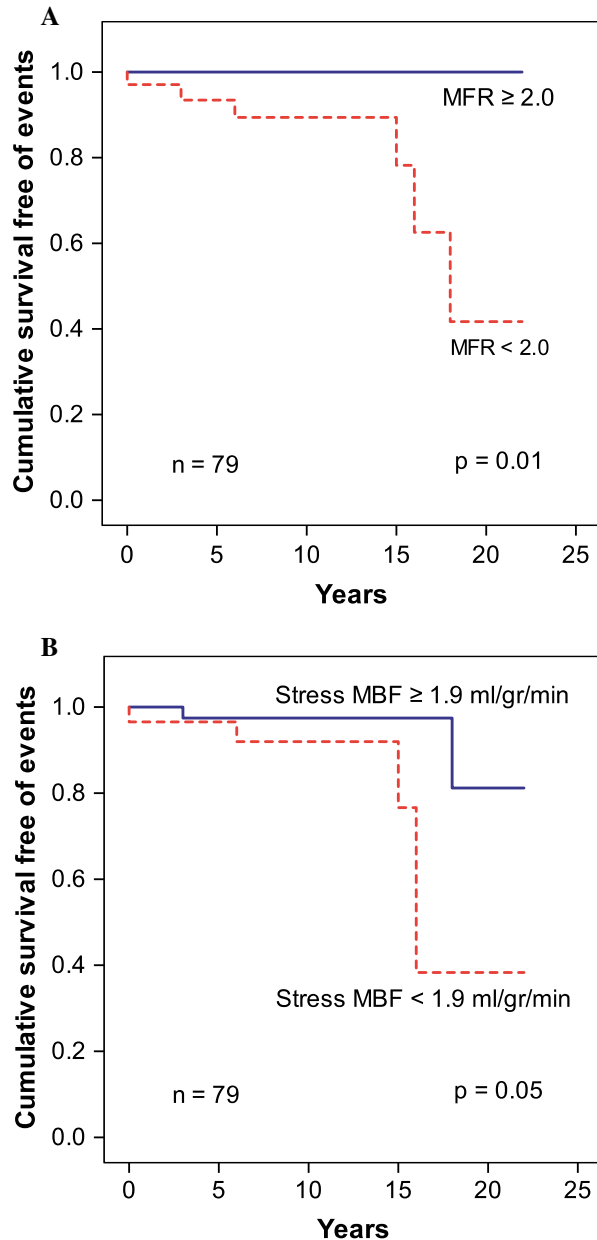 A
Cumulative survival free of events
1.0
0.8
0.6
0.4
0.2
0.0
MFR ≥ 2.0
MFR < 2.0
n = 79
p = 0.01
0 5 10 15 20 25
Years
B
Cumulative survival free of events
1.0
0.8
0.6
0.4
0.2
0.0
Stress MBF ≥ 1.9 ml/gr/min
Stress MBF < 1.9 ml/gr/min
n = 79
p = 0.05
0 5 10 15 20 25
Years